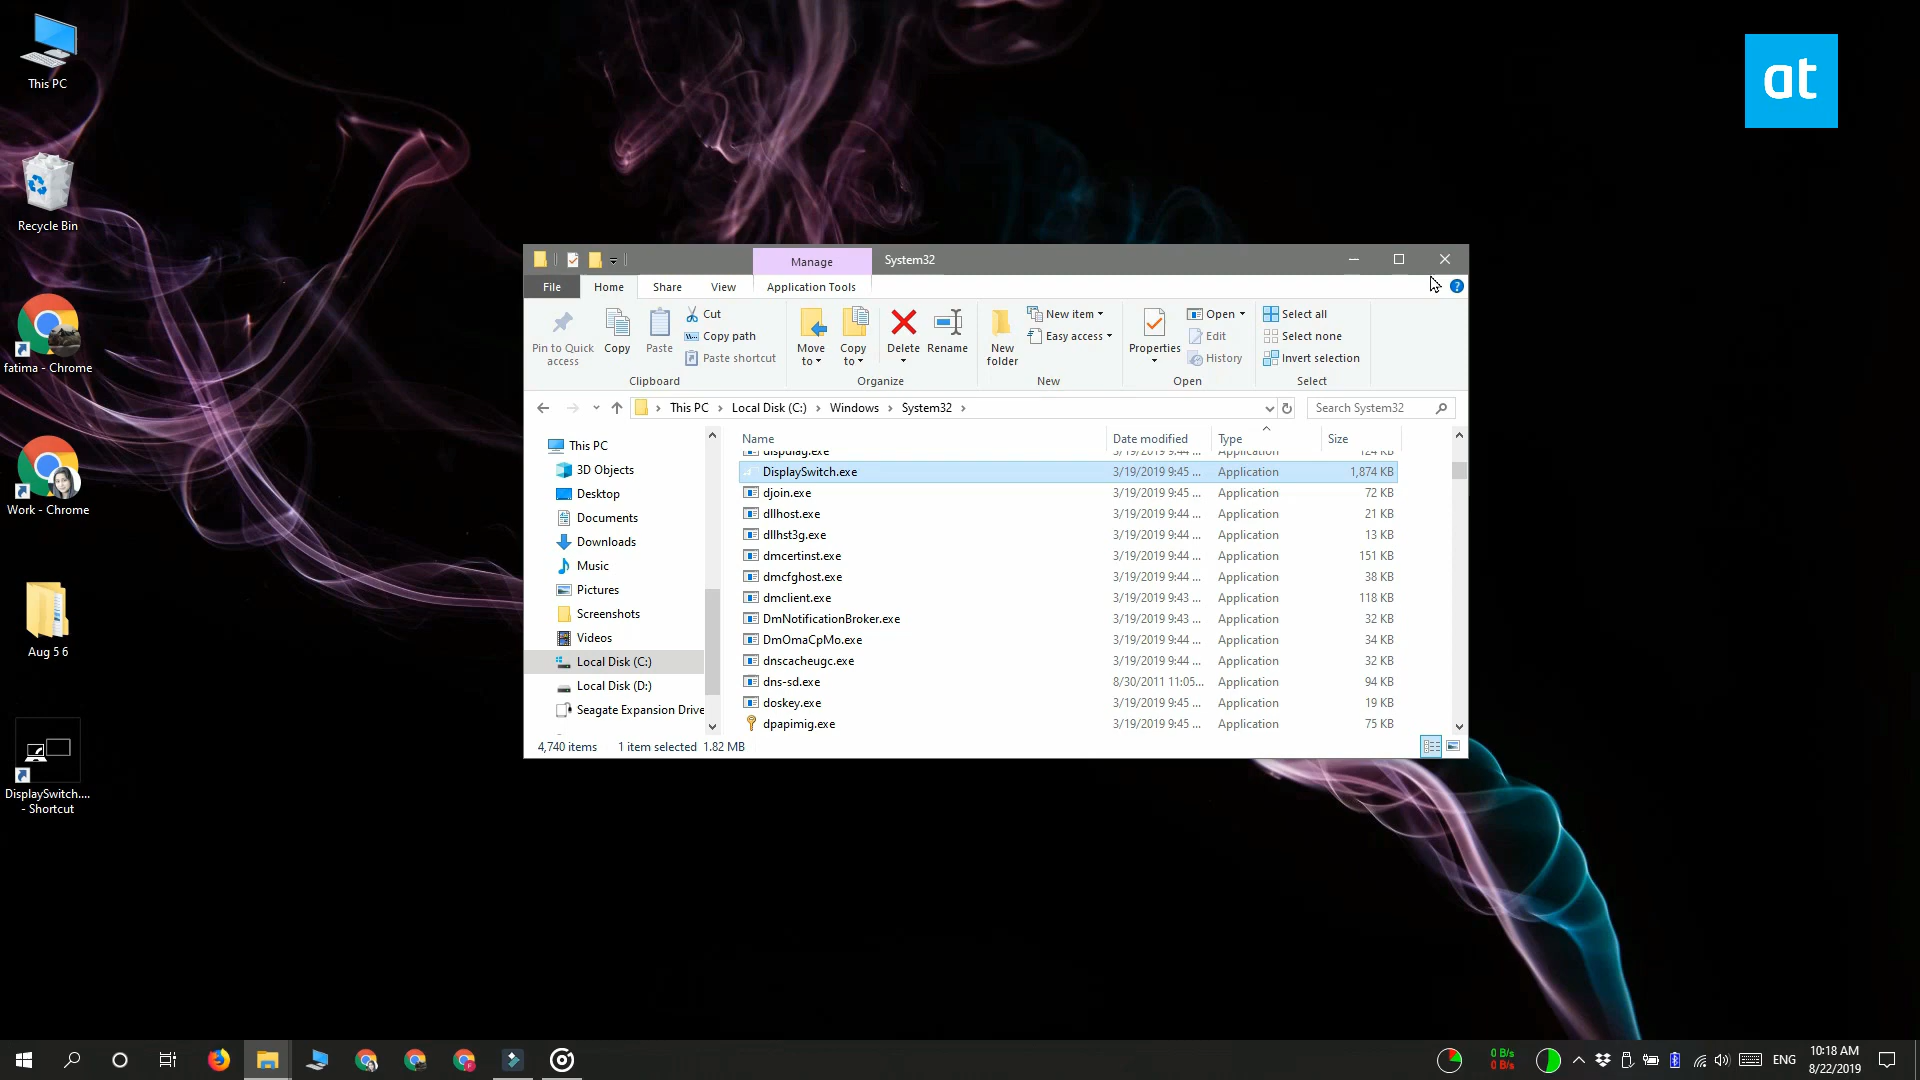 at
This PC
Recycle Bin
fatima - Chrome
Work - Chrome
Aug 5 6
DisplaySwitch....
- Shortcut
Manage
System32
File
Home
Share
View
Application Tools
Pin to Quick
access
Copy
Paste
Cut
Copy path
Paste shortcut
Clipboard
Move
to
Copy
to
Delete
Rename
Organize
New
folder
New item
Easy access
New
Properties
Open
Edit
History
Open
Select all
Select none
Invert selection
Select
This PC
Local Disk (C:)
Windows
System32
Search System32
This PC
3D Objects
Desktop
Documents
Downloads
Music
Pictures
Screenshots
Videos
Local Disk (C:)
Local Disk (D:)
Seagate Expansion Drive
Name Date modified Type Size
DisplaySwitch.exe 3/19/2019 9:45 ... Application 1,874 KB
djoin.exe 3/19/2019 9:45 ... Application 72 KB
dllhost.exe 3/19/2019 9:44 ... Application 21 KB
dllhst3g.exe 3/19/2019 9:44 ... Application 13 KB
dmcertinst.exe 3/19/2019 9:44 ... Application 151 KB
dmcfghost.exe 3/19/2019 9:44 ... Application 38 KB
dmclient.exe 3/19/2019 9:43 ... Application 118 KB
DmNotificationBroker.exe 3/19/2019 9:43 ... Application 32 KB
DmOmaCpMo.exe 3/19/2019 9:44 ... Application 34 KB
dnscacheugc.exe 3/19/2019 9:44 ... Application 32 KB
dns-sd.exe 8/30/2011 11:05... Application 94 KB
doskey.exe 3/19/2019 9:45 ... Application 19 KB
dpapimig.exe 3/19/2019 9:45 ... Application 75 KB
4,740 items 1 item selected 1.82 MB
0 B/s
0 B/s
ENG
10:18 AM
8/22/2019